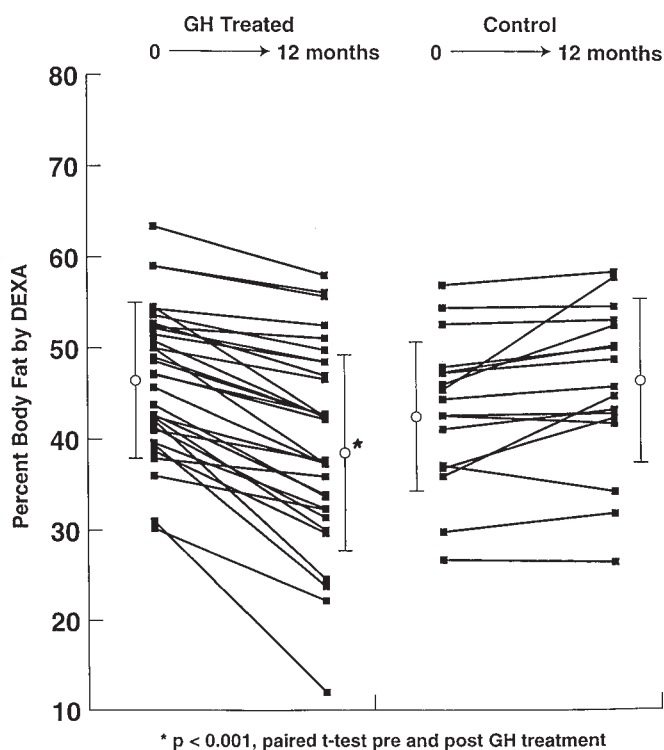 GH Treated
Control
0 12 months
0 12 months
Percent Body Fat by DEXA
80
70
60
50
40
30
20
10
*
* p < 0.001, paired t-test pre and post GH treatment